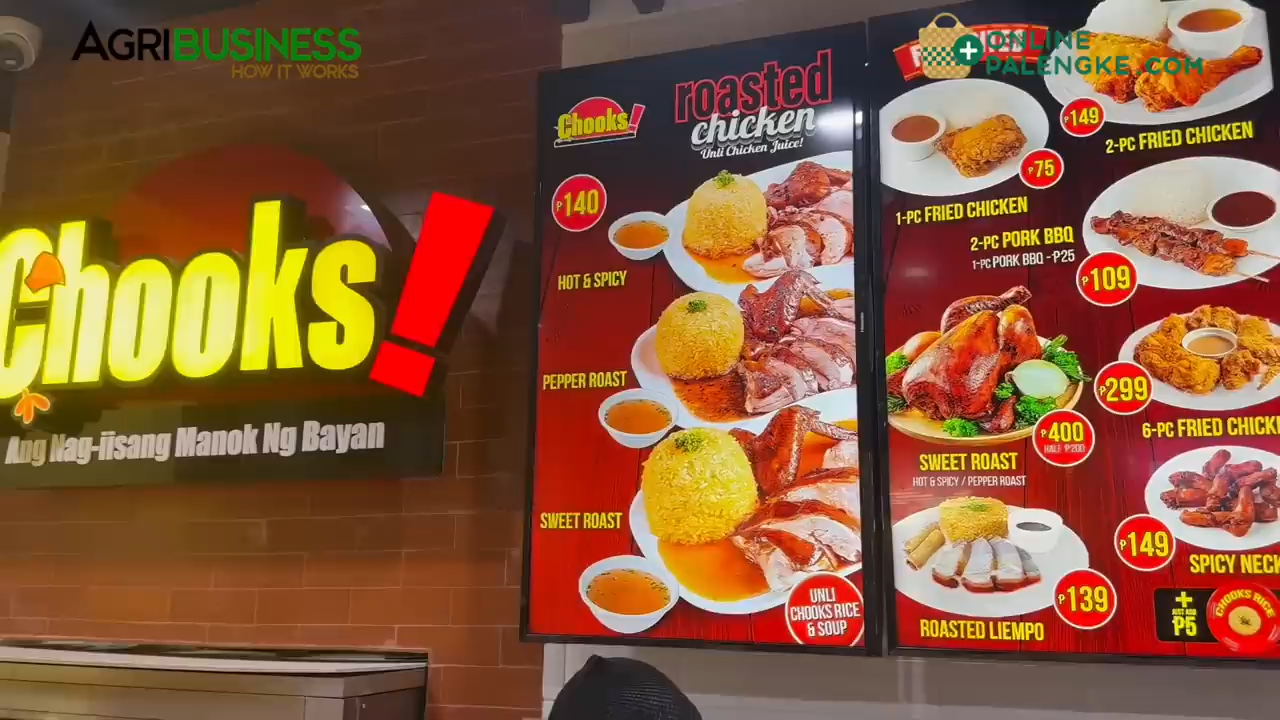 AGRIBUSINESS
HOW IT WORKS
ONLINE
PALENGKE.COM
Chooks!
Ang Nag-iisang Manok Ng Bayan
Chooks!
roasted
chicken
Unli Chicken Juice!
₱140
HOT & SPICY
PEPPER ROAST
SWEET ROAST
UNLI
CHOOKS RICE
& SOUP
₱149
2-PC FRIED CHICKEN
₱75
1-PC FRIED CHICKEN
2-PC PORK BBQ
1-PC PORK BBQ - ₱25
₱109
₱299
6-PC FRIED CHICK
₱400
HALF ₱200
SWEET ROAST
HOT & SPICY / PEPPER ROAST
₱149
SPICY NECK
₱139
ROASTED LIEMPO
+
JUST ADD
₱5
CHOOKS RICE